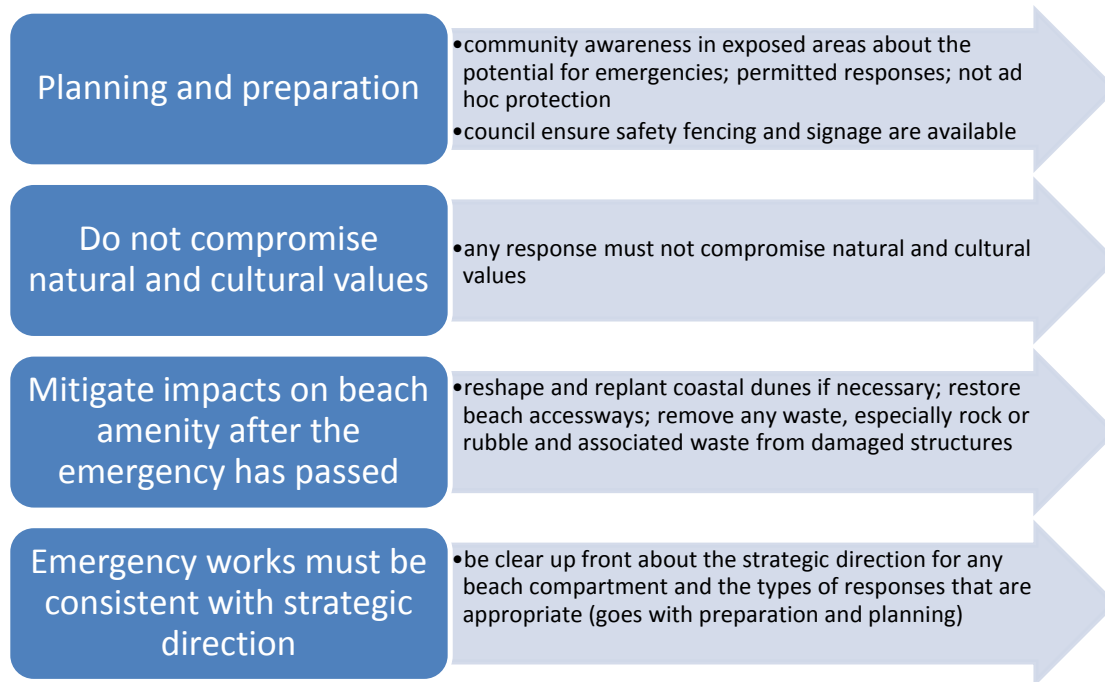 Planning and preparation
•community awareness in exposed areas about the
potential for emergencies; permitted responses; not ad
hoc protection
•council ensure safety fencing and signage are available
Do not compromise
natural and cultural values
•any response must not compromise natural and cultural
values
Mitigate impacts on beach
amenity after the
emergency has passed
•reshape and replant coastal dunes if necessary; restore
beach accessways; remove any waste, especially rock or
rubble and associated waste from damaged structures
Emergency works must be
consistent with strategic
direction
•be clear up front about the strategic direction for any
beach compartment and the types of responses that are
appropriate (goes with preparation and planning)